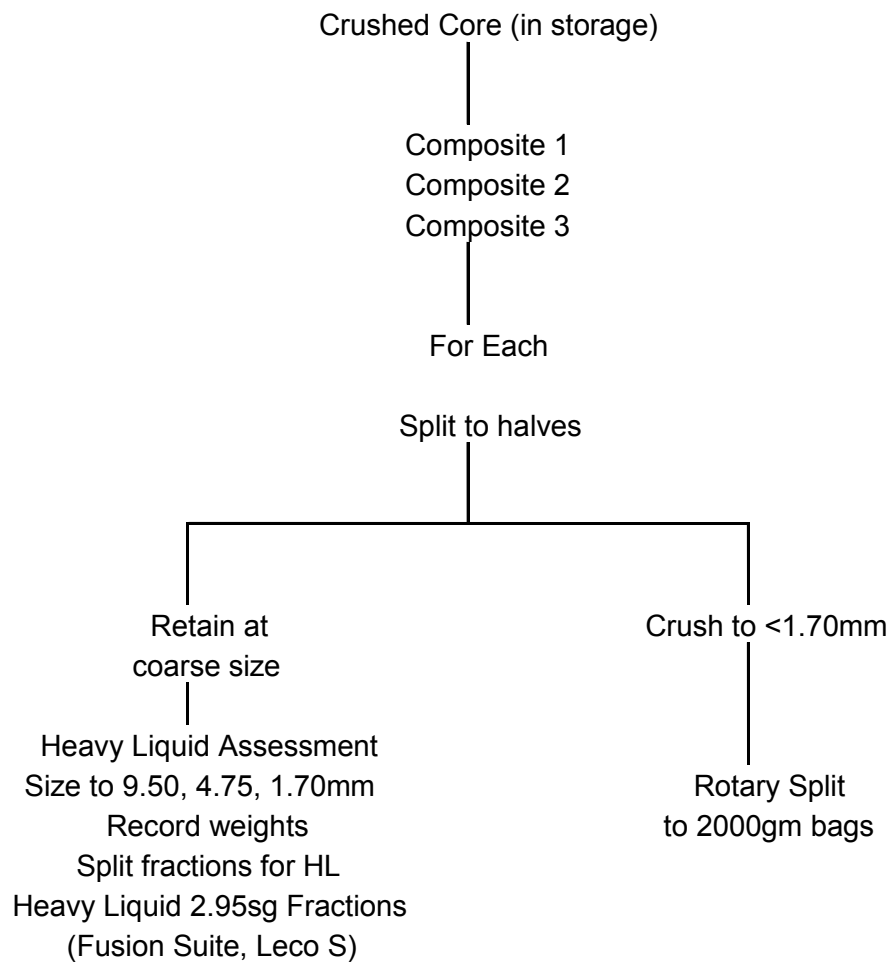 Crushed Core (in storage)
Composite 1
Composite 2
Composite 3
For Each
Split to halves
Retain at
coarse size
Heavy Liquid Assessment
Size to 9.50, 4.75, 1.70mm
Record weights
Split fractions for HL
Heavy Liquid 2.95sg Fractions
(Fusion Suite, Leco S)
Crush to <1.70mm
Rotary Split
to 2000gm bags